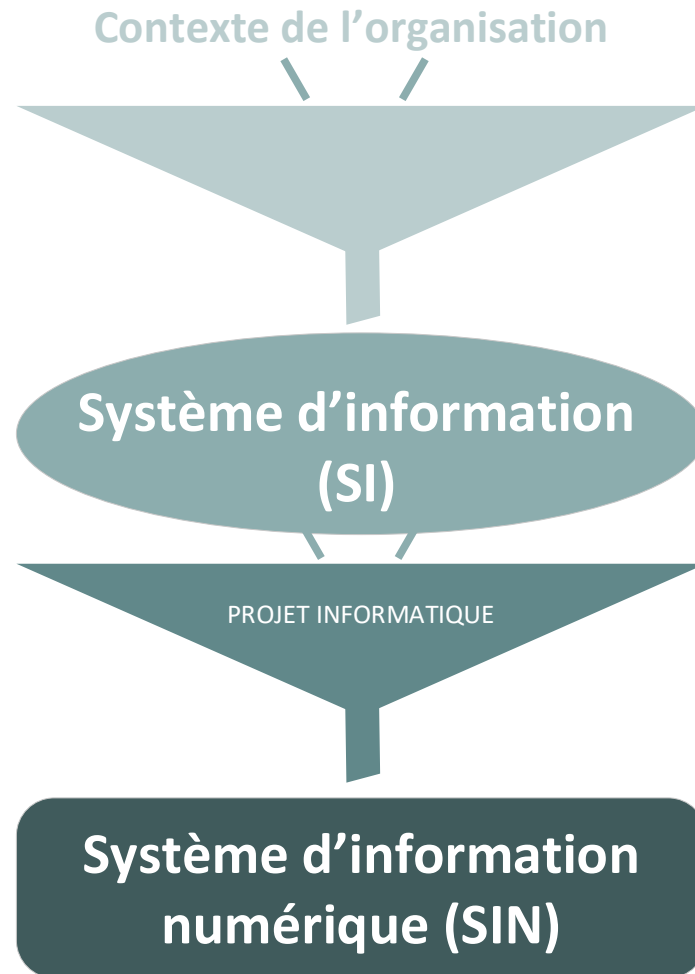 Contexte de l’organisation
Système d’information
(SI)
PROJET INFORMATIQUE
Système d’information
numérique (SIN)